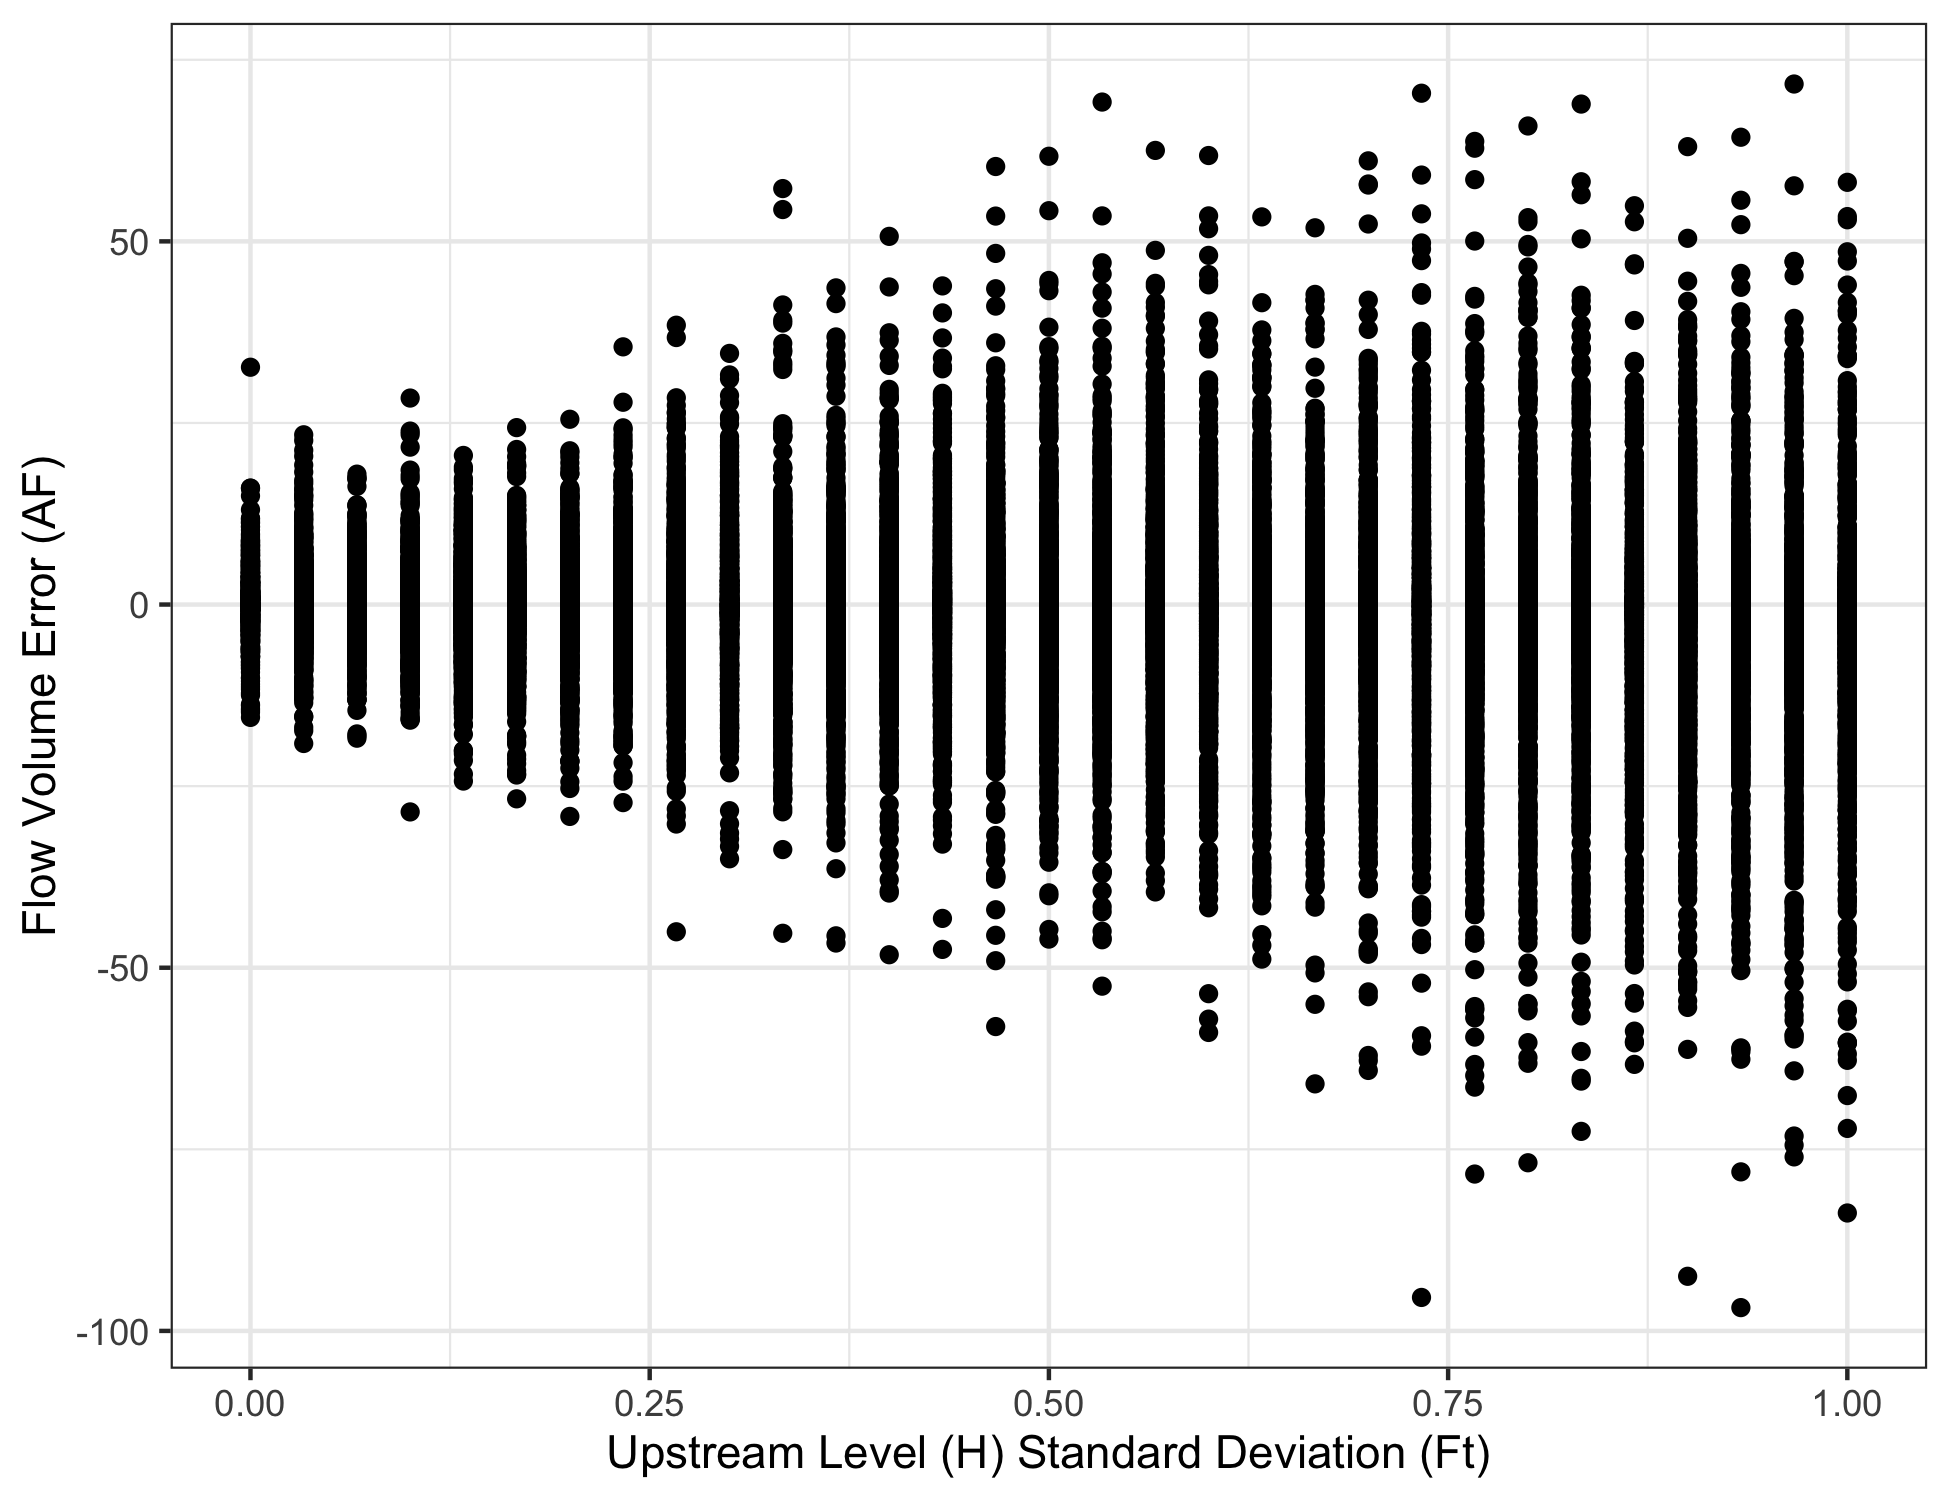 Flow Volume Error (AF)
50
0
-50
-100
0.00 0.25 0.50 0.75 1.00
Upstream Level (H) Standard Deviation (Ft)